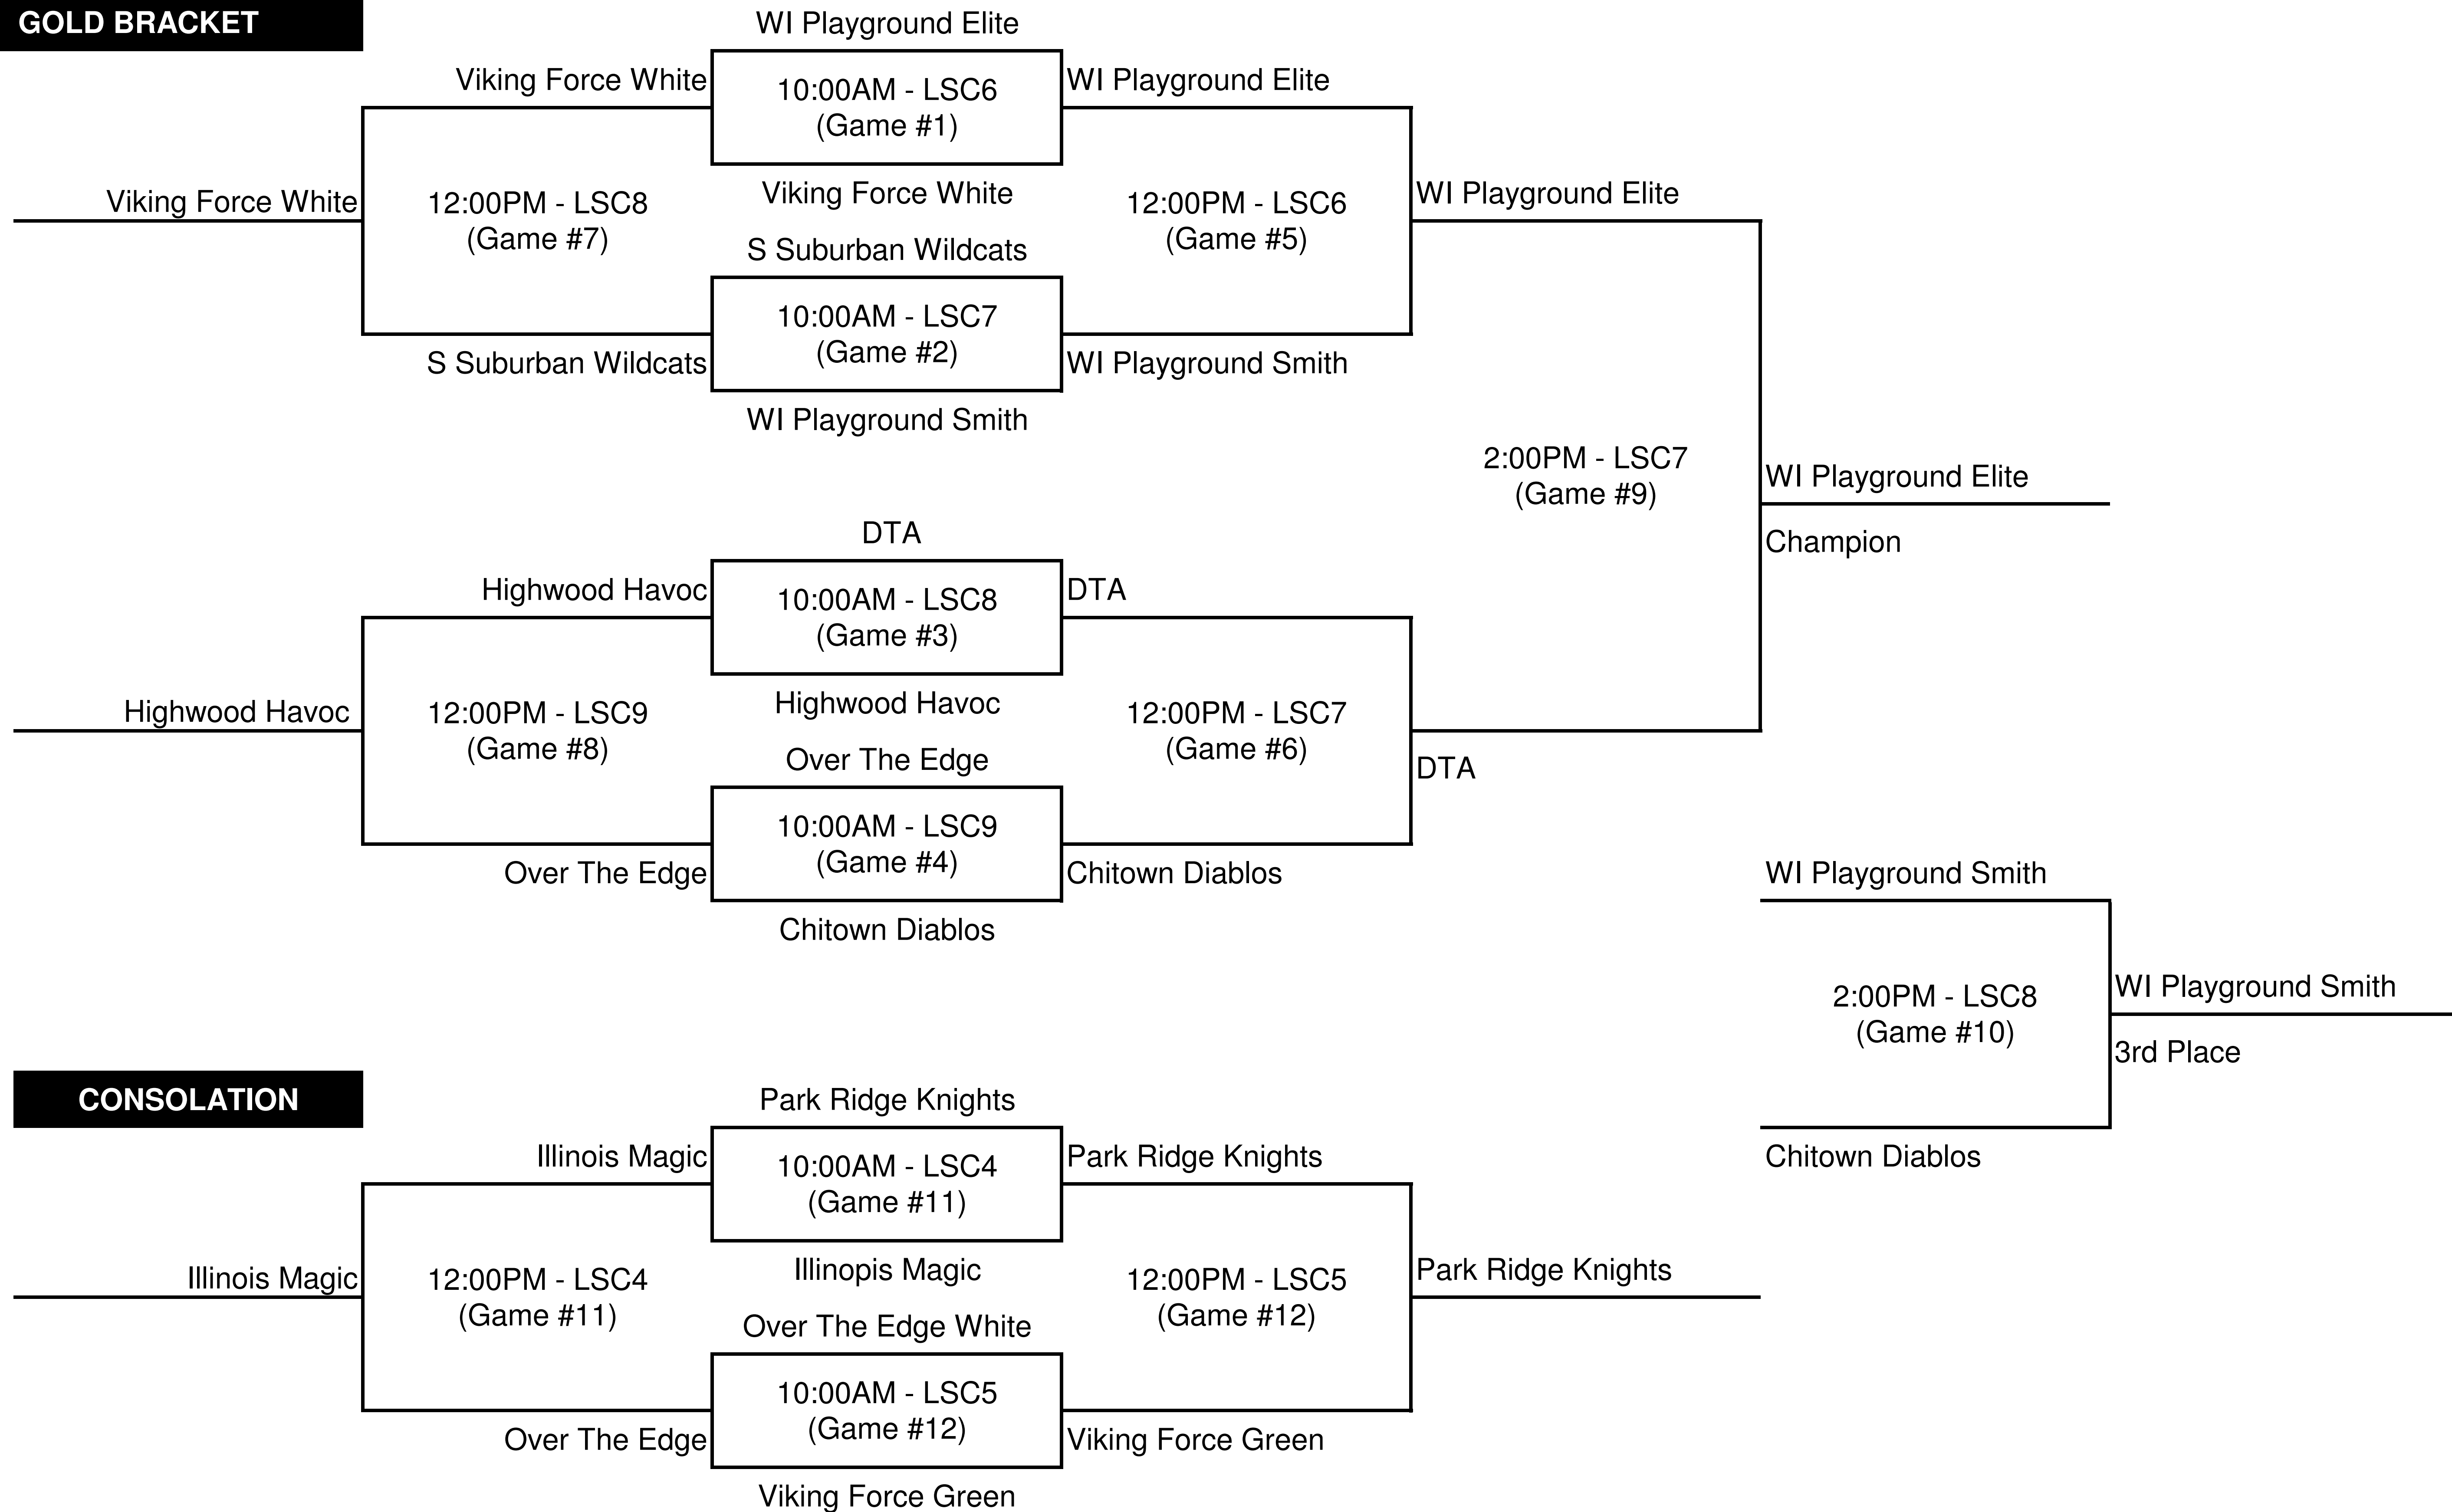 GOLD BRACKET
WI Playground Elite
Viking Force White
10:00AM - LSC6
(Game #1)
WI Playground Elite
Viking Force White
12:00PM - LSC8
(Game #7)
Viking Force White
12:00PM - LSC6
(Game #5)
WI Playground Elite
S Suburban Wildcats
S Suburban Wildcats
10:00AM - LSC7
(Game #2)
WI Playground Smith
WI Playground Smith
2:00PM - LSC7
(Game #9)
WI Playground Elite
Champion
DTA
Highwood Havoc
10:00AM - LSC8
(Game #3)
DTA
Highwood Havoc
12:00PM - LSC9
(Game #8)
Highwood Havoc
12:00PM - LSC7
(Game #6)
DTA
Over The Edge
Over The Edge
10:00AM - LSC9
(Game #4)
Chitown Diablos
Chitown Diablos
WI Playground Smith
2:00PM - LSC8
(Game #10)
WI Playground Smith
3rd Place
Chitown Diablos
CONSOLATION
Park Ridge Knights
Illinois Magic
10:00AM - LSC4
(Game #11)
Park Ridge Knights
Illinois Magic
12:00PM - LSC4
(Game #11)
Illinopis Magic
12:00PM - LSC5
(Game #12)
Park Ridge Knights
Over The Edge White
Over The Edge
10:00AM - LSC5
(Game #12)
Viking Force Green
Viking Force Green